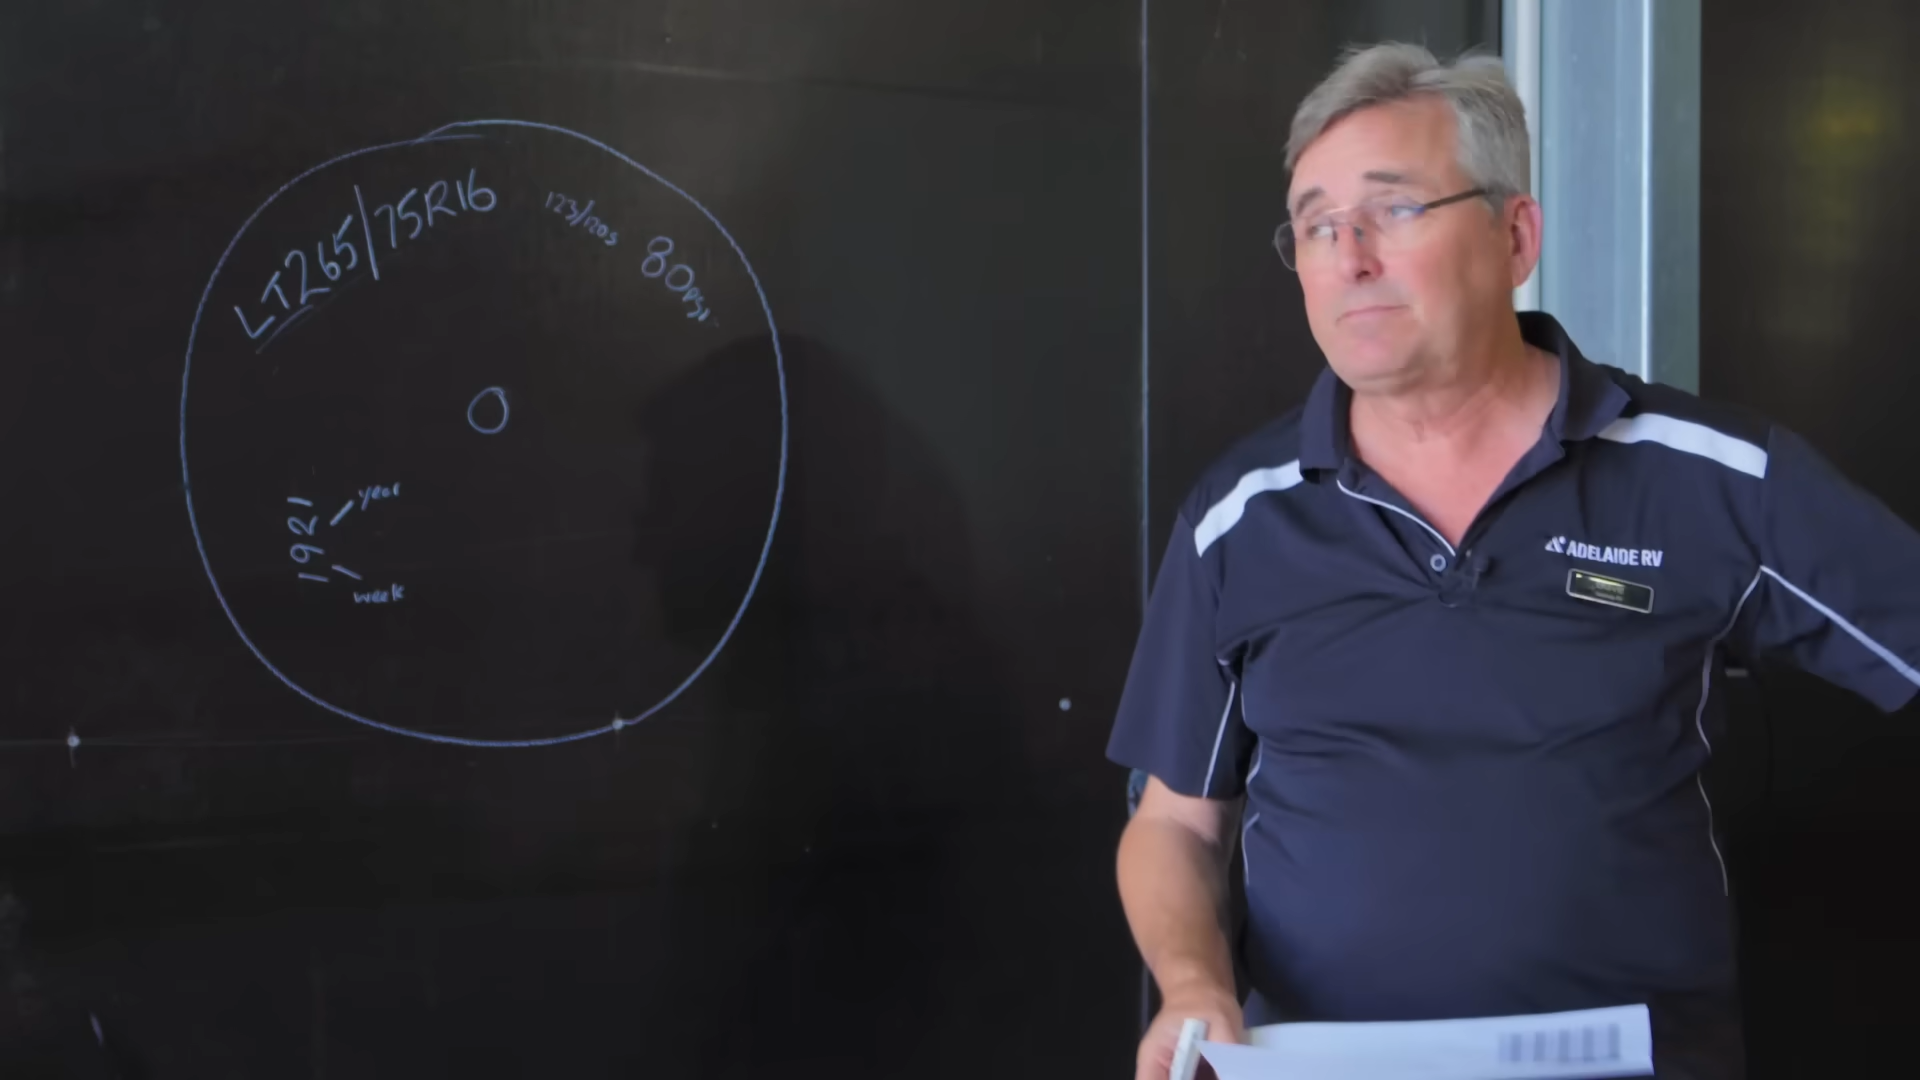 LT265/75R16 123/120s 80psi
1921
year
week
ADELAIDE RV